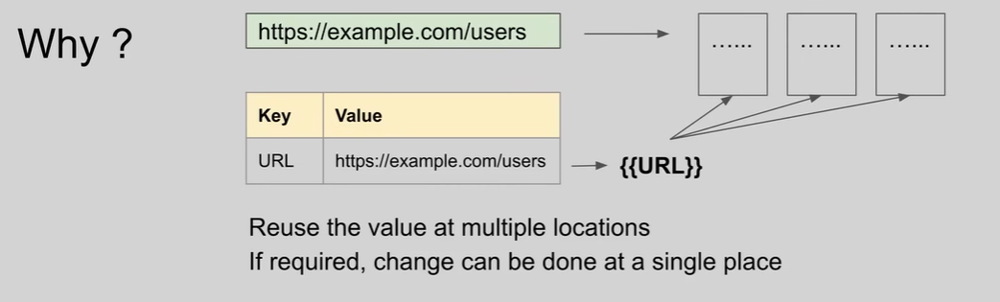 Why ?
https://example.com/users
......
......
......
Key
Value
URL
https://example.com/users
{{URL}}
Reuse the value at multiple locations
If required, change can be done at a single place